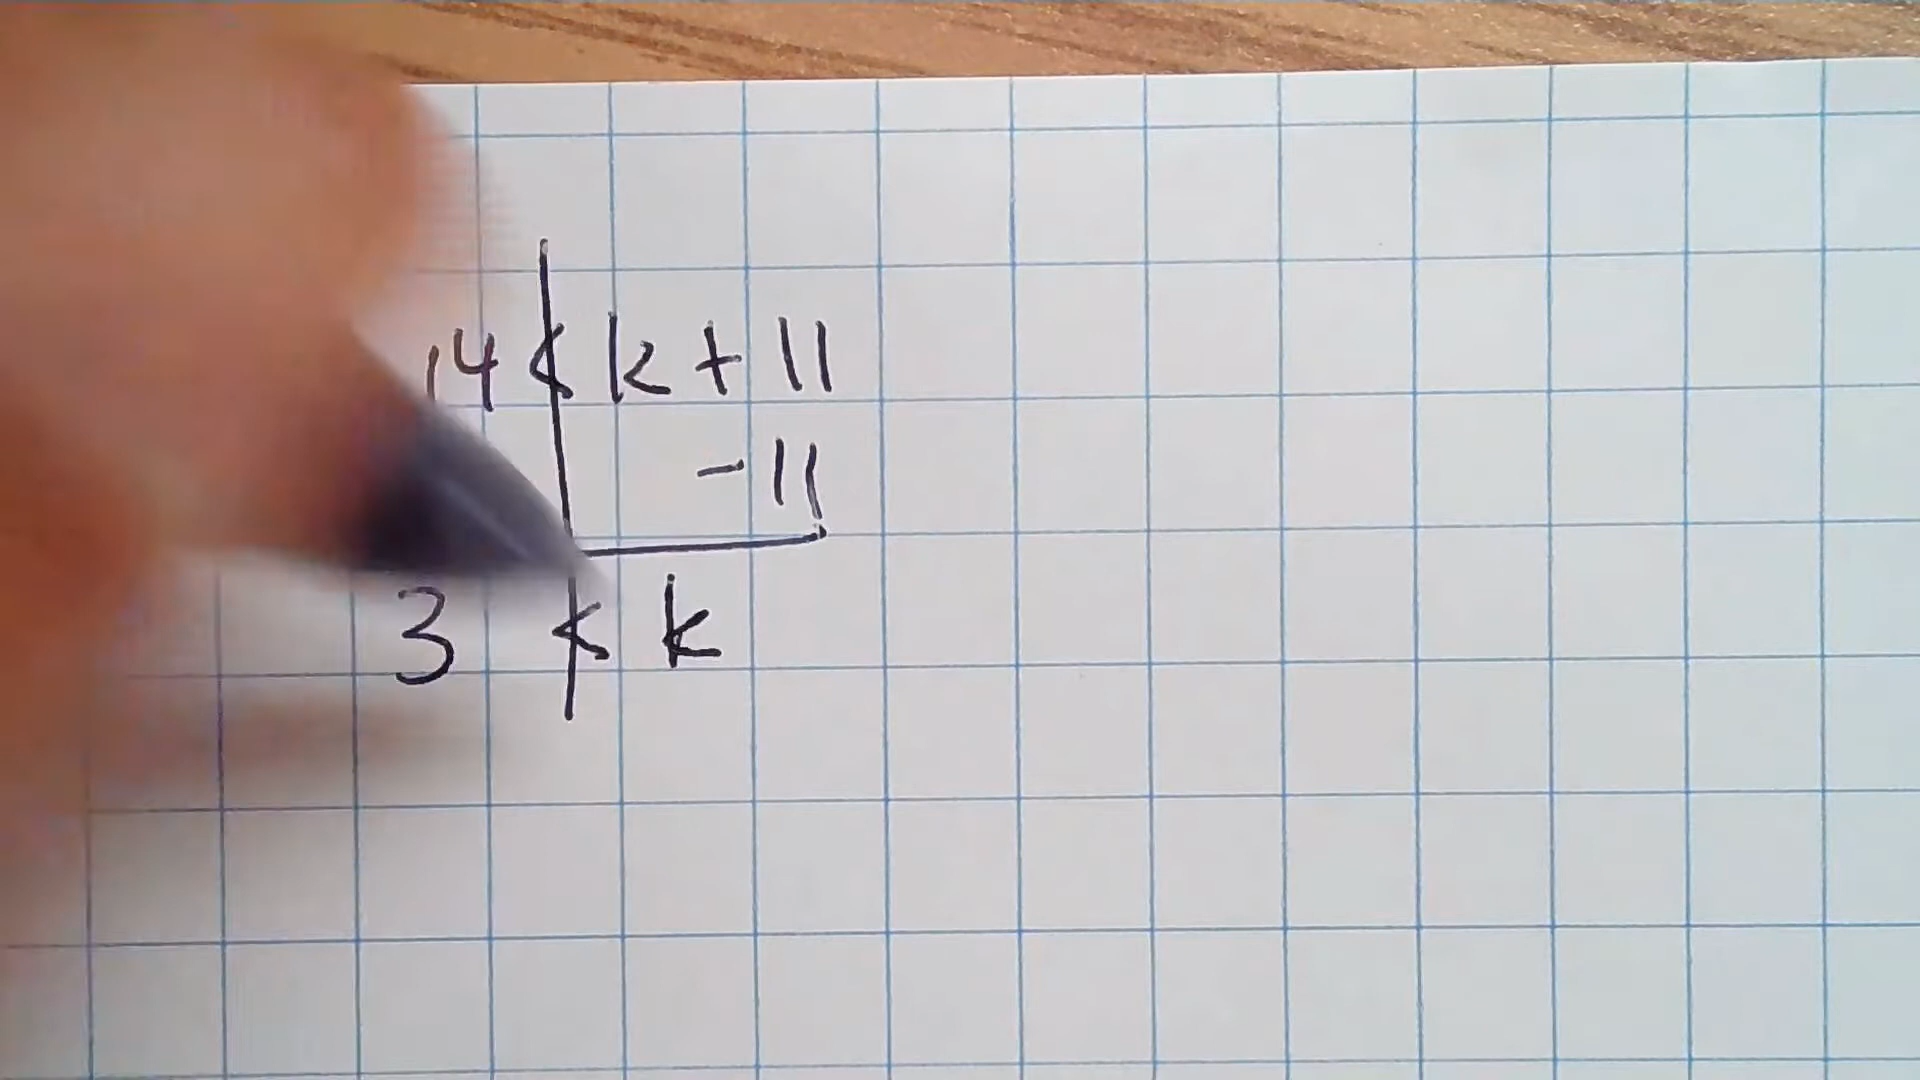 14 < k + 11
- 11
3 < k